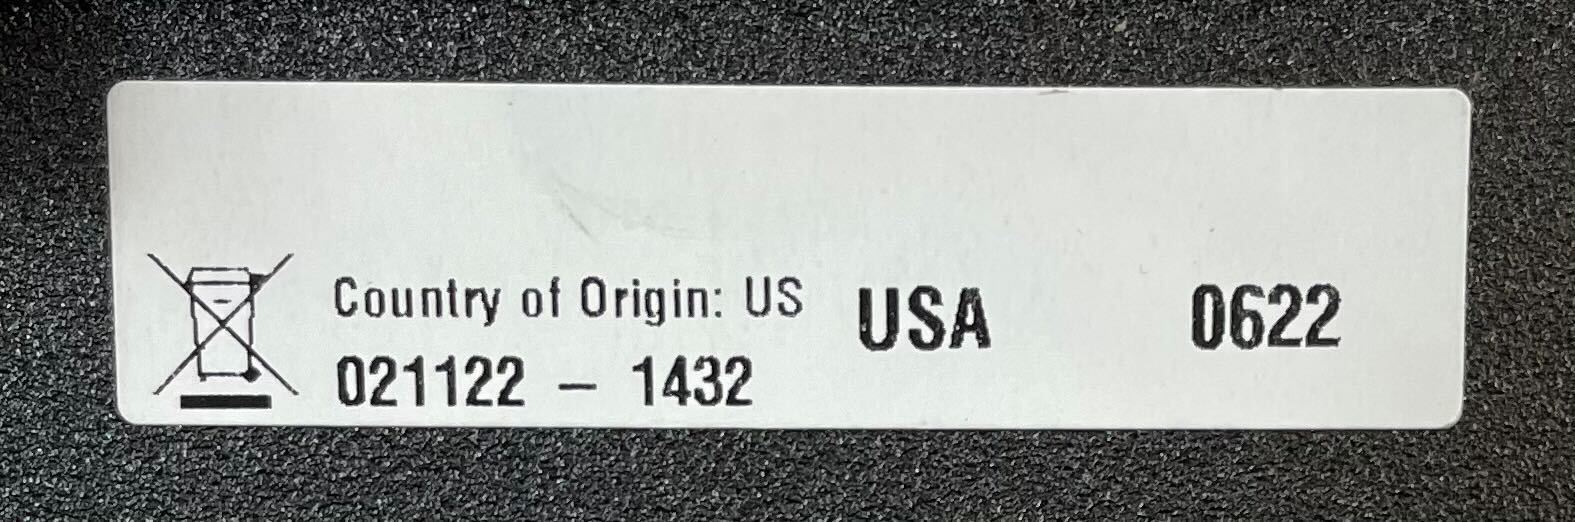 Country of Origin: US
021122 – 1432
USA
0622